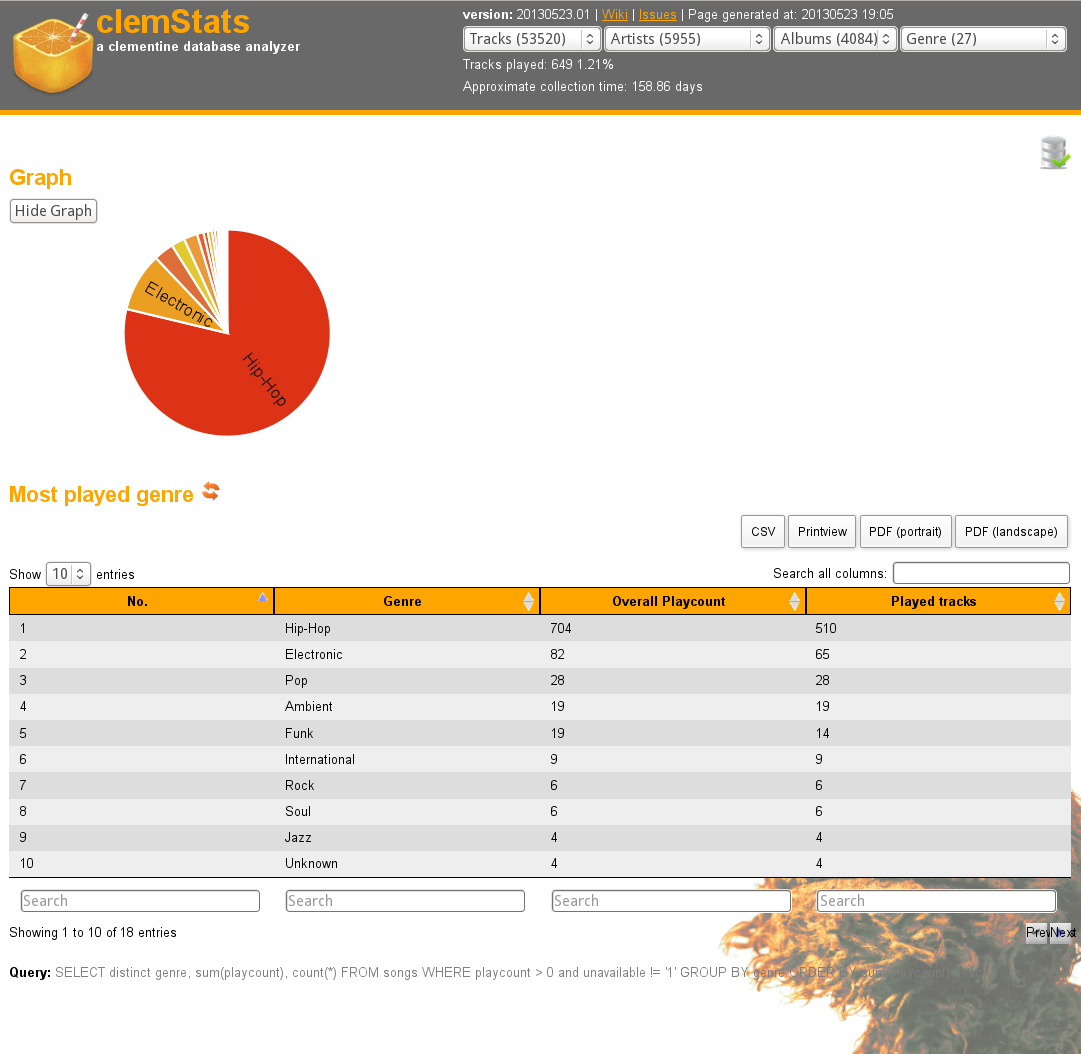 clemStats
a clementine database analyzer
version: 20130523.01 | Wiki | Issues | Page generated at: 20130523 19:05
Tracks (53520) Artists (5955) Albums (4084) Genre (27)
Tracks played: 649 1.21%
Approximate collection time: 158.86 days
Graph
Hide Graph
Electronic
Hip-Hop
Most played genre
CSV Printview PDF (portrait) PDF (landscape)
Show 10 entries Search all columns:
No. Genre Overall Playcount Played tracks
1 Hip-Hop 704 510
2 Electronic 82 65
3 Pop 28 28
4 Ambient 19 19
5 Funk 19 14
6 International 9 9
7 Rock 6 6
8 Soul 6 6
9 Jazz 4 4
10 Unknown 4 4
Search Search Search Search
Showing 1 to 10 of 18 entries Next
Query: SELECT distinct genre, sum(playcount), count(*) FROM songs WHERE playcount > 0 and unavailable != '1' GROUP BY genre ORDER BY sum(playcount)